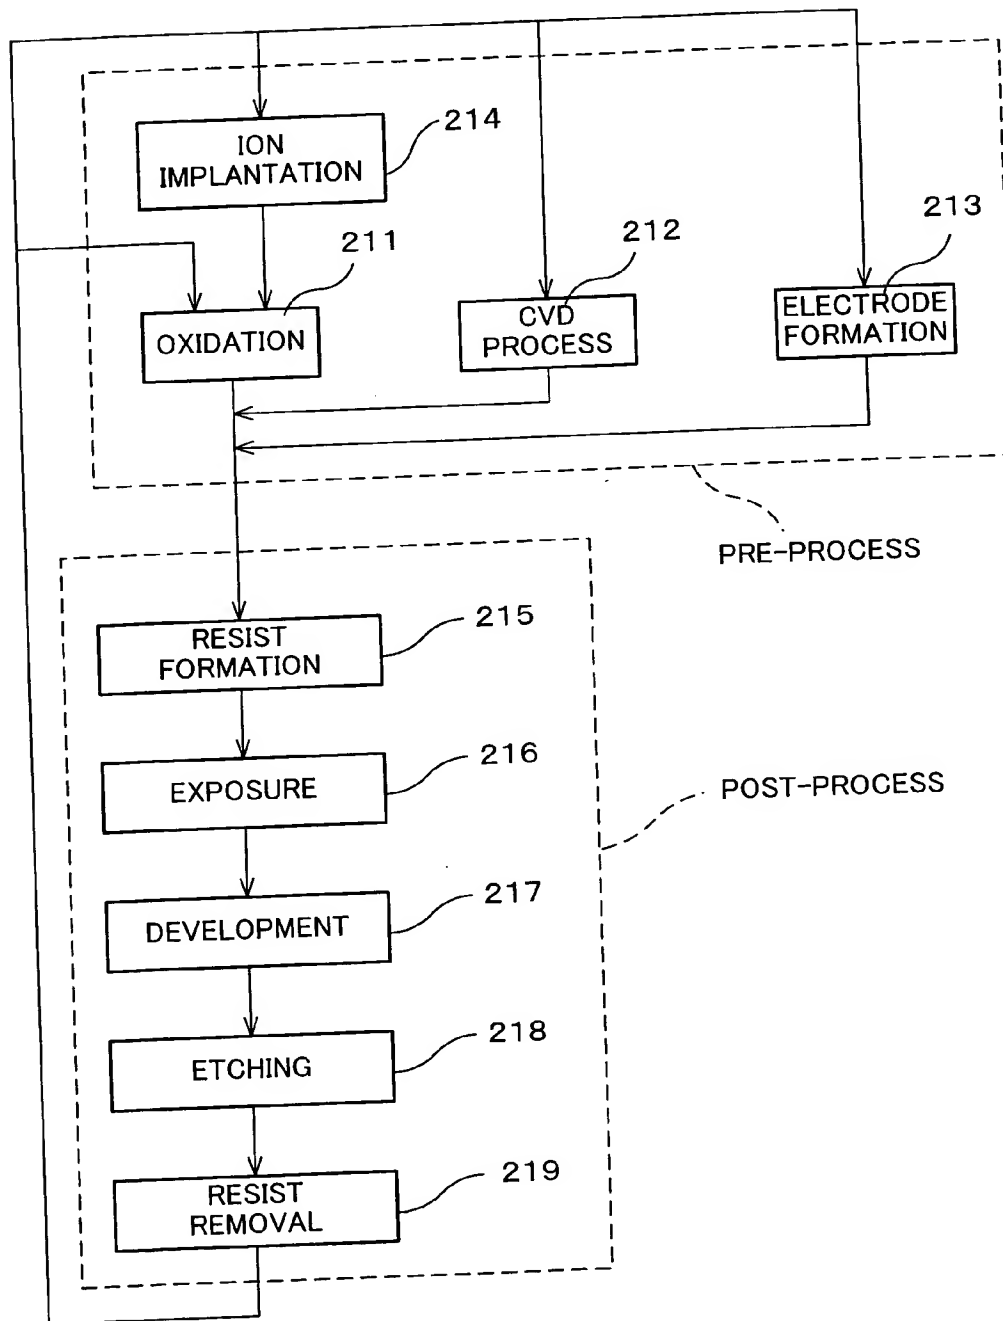 ION
IMPLANTATION
214
211
OXIDATION
212
CVD
PROCESS
213
ELECTRODE
FORMATION
PRE-PROCESS
RESIST
FORMATION
215
EXPOSURE
216
POST-PROCESS
DEVELOPMENT
217
ETCHING
218
RESIST
REMOVAL
219